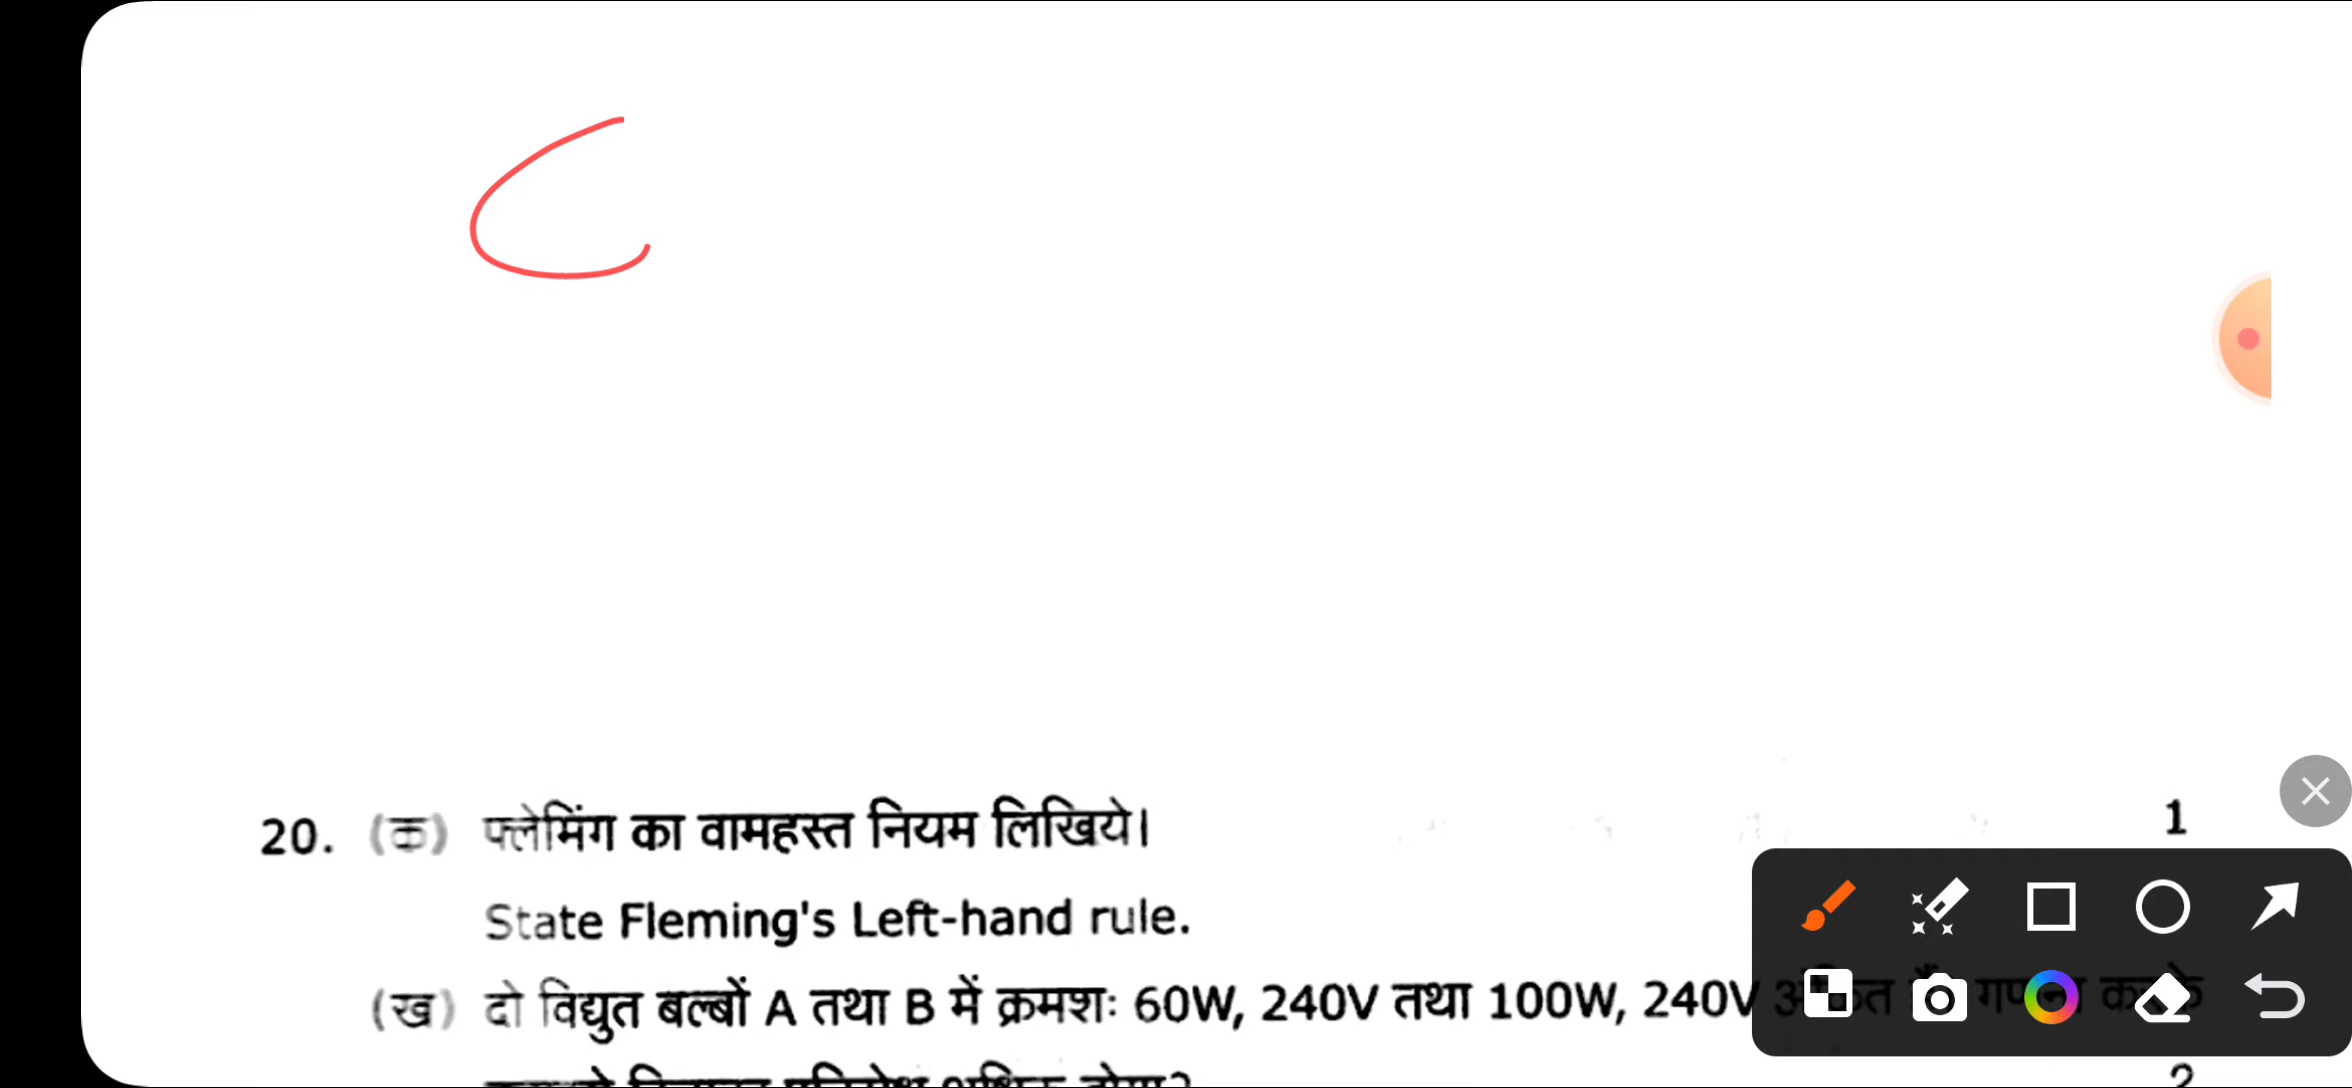 20. (क) फ्लेमिंग का वामहस्त नियम लिखिये। 1
State Fleming's Left-hand rule.
(ख) दो विद्युत बल्बों A तथा B में क्रमशः 60W, 240V तथा 100W, 240V